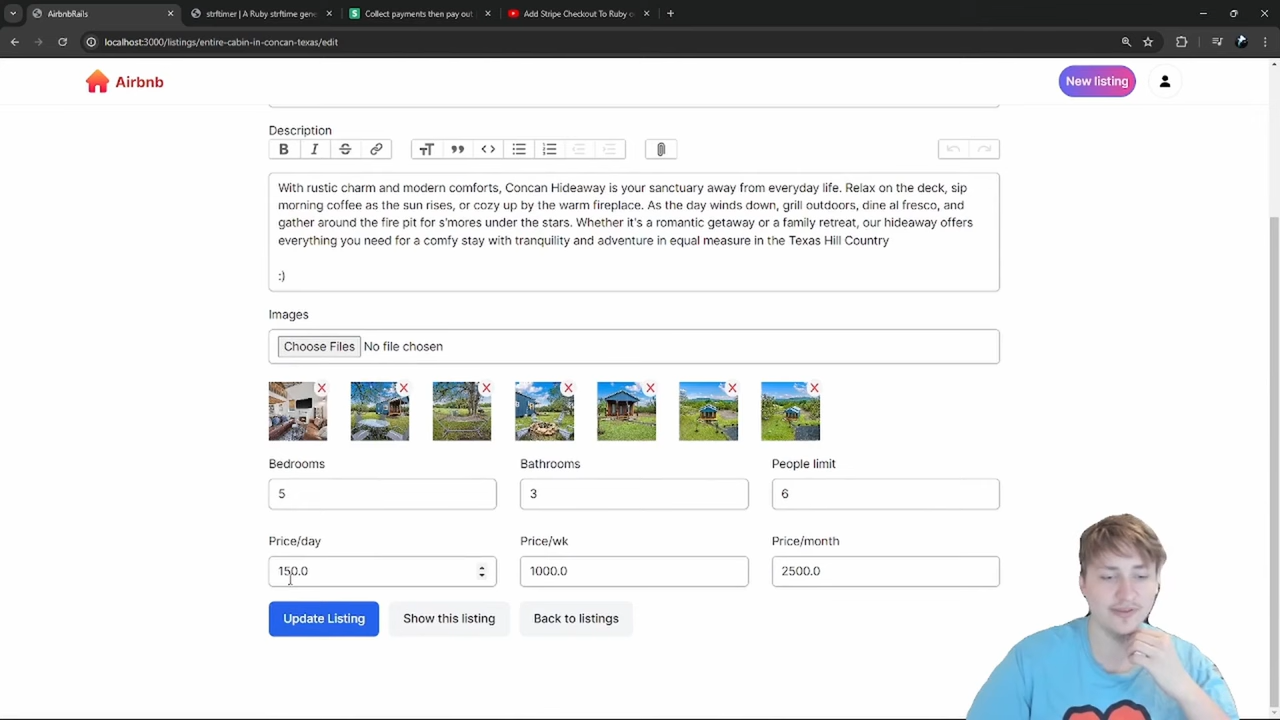 AirbnbRails
strftimer | A Ruby strftime gene
Collect payments then pay out
Add Stripe Checkout To Ruby o
localhost:3000/listings/entire-cabin-in-concan-texas/edit
Airbnb
New listing
Description
With rustic charm and modern comforts, Concan Hideaway is your sanctuary away from everyday life. Relax on the deck, sip
morning coffee as the sun rises, or cozy up by the warm fireplace. As the day winds down, grill outdoors, dine al fresco, and
gather around the fire pit for s'mores under the stars. Whether it's a romantic getaway or a family retreat, our hideaway offers
everything you need for a comfy stay with tranquility and adventure in equal measure in the Texas Hill Country
:)
Images
Choose Files No file chosen
Bedrooms Bathrooms People limit
5 3 6
Price/day Price/wk Price/month
150.0 1000.0 2500.0
Update Listing Show this listing Back to listings